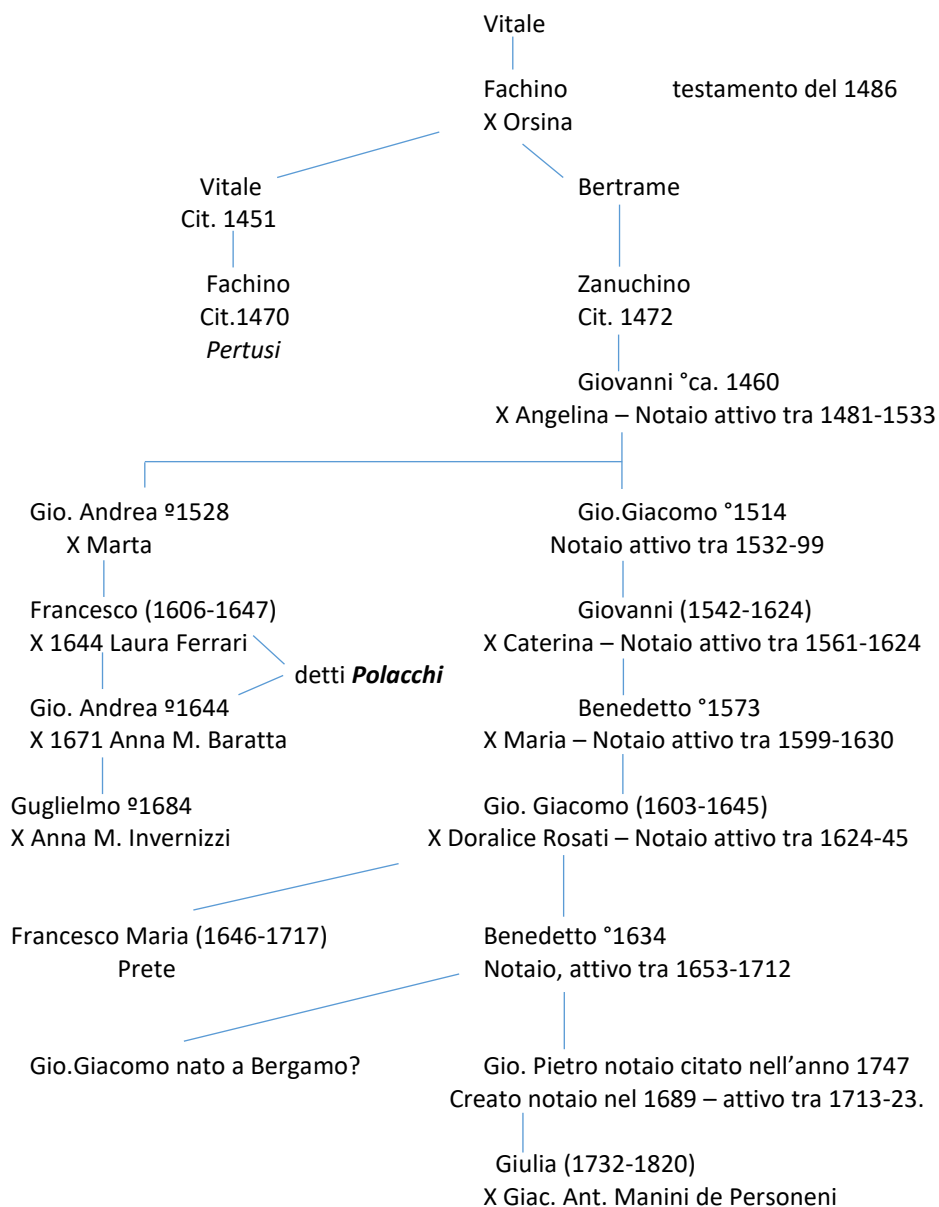 Vitale
Fachino testamento del 1486
X Orsina
Vitale Bertrame
Cit. 1451
Fachino Zanuchino
Cit.1470 Cit. 1472
Pertusi
Giovanni °ca. 1460
X Angelina – Notaio attivo tra 1481-1533
Gio. Andrea º1528 Gio.Giacomo °1514
X Marta Notaio attivo tra 1532-99
Francesco (1606-1647) Giovanni (1542-1624)
X 1644 Laura Ferrari X Caterina – Notaio attivo tra 1561-1624
detti Polacchi
Gio. Andrea º1644 Benedetto °1573
X 1671 Anna M. Baratta X Maria – Notaio attivo tra 1599-1630
Guglielmo º1684 Gio. Giacomo (1603-1645)
X Anna M. Invernizzi X Doralice Rosati – Notaio attivo tra 1624-45
Francesco Maria (1646-1717) Benedetto °1634
Prete Notaio, attivo tra 1653-1712
Gio.Giacomo nato a Bergamo? Gio. Pietro notaio citato nell’anno 1747
Creato notaio nel 1689 – attivo tra 1713-23.
Giulia (1732-1820)
X Giac. Ant. Manini de Personeni